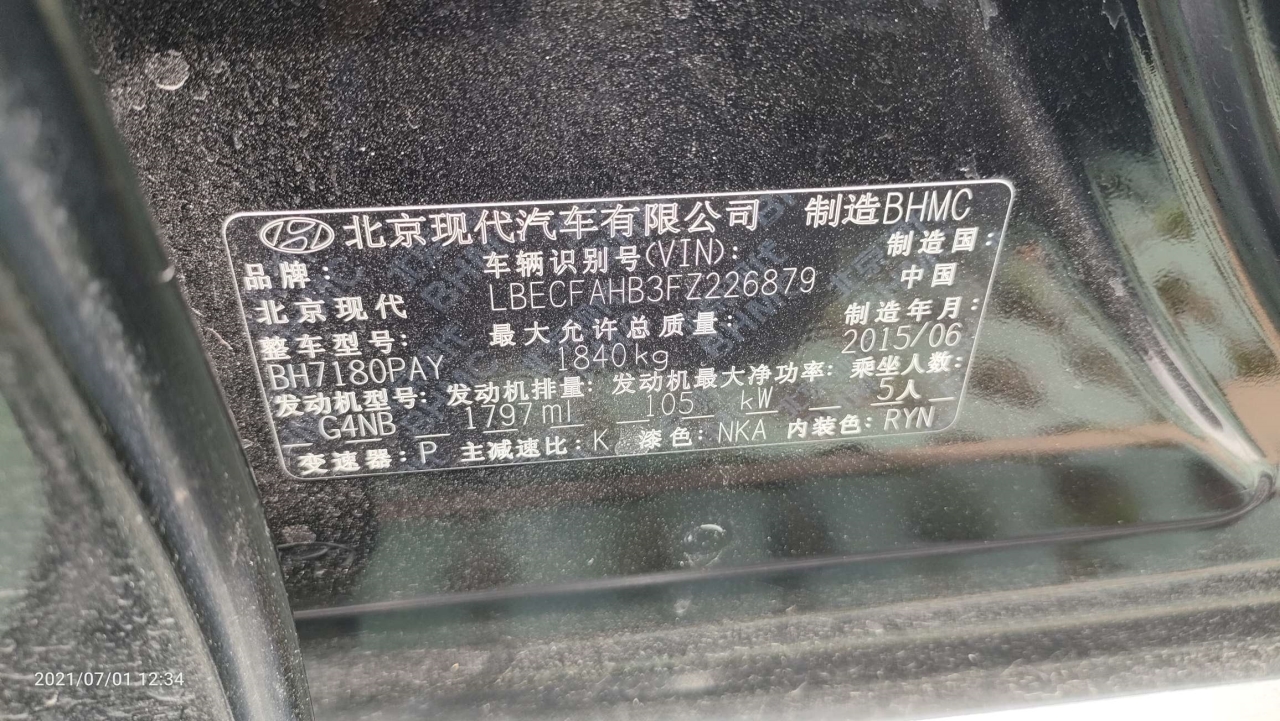 北京现代汽车有限公司 制造BHMC
品牌: 车辆识别号(VIN): 制造国:
北京现代 LBECFAHB3FZ226879 中国
整车型号: 最大允许总质量: 制造年月:
BH7180PAY 1840kg 2015/06
发动机型号: 发动机排量: 发动机最大净功率: 乘坐人数:
G4NB 1797ml 105 kW 5人
变速器: P 主减速比: K 漆色: NKA 内装色: RYN
2021/07/01 12:34